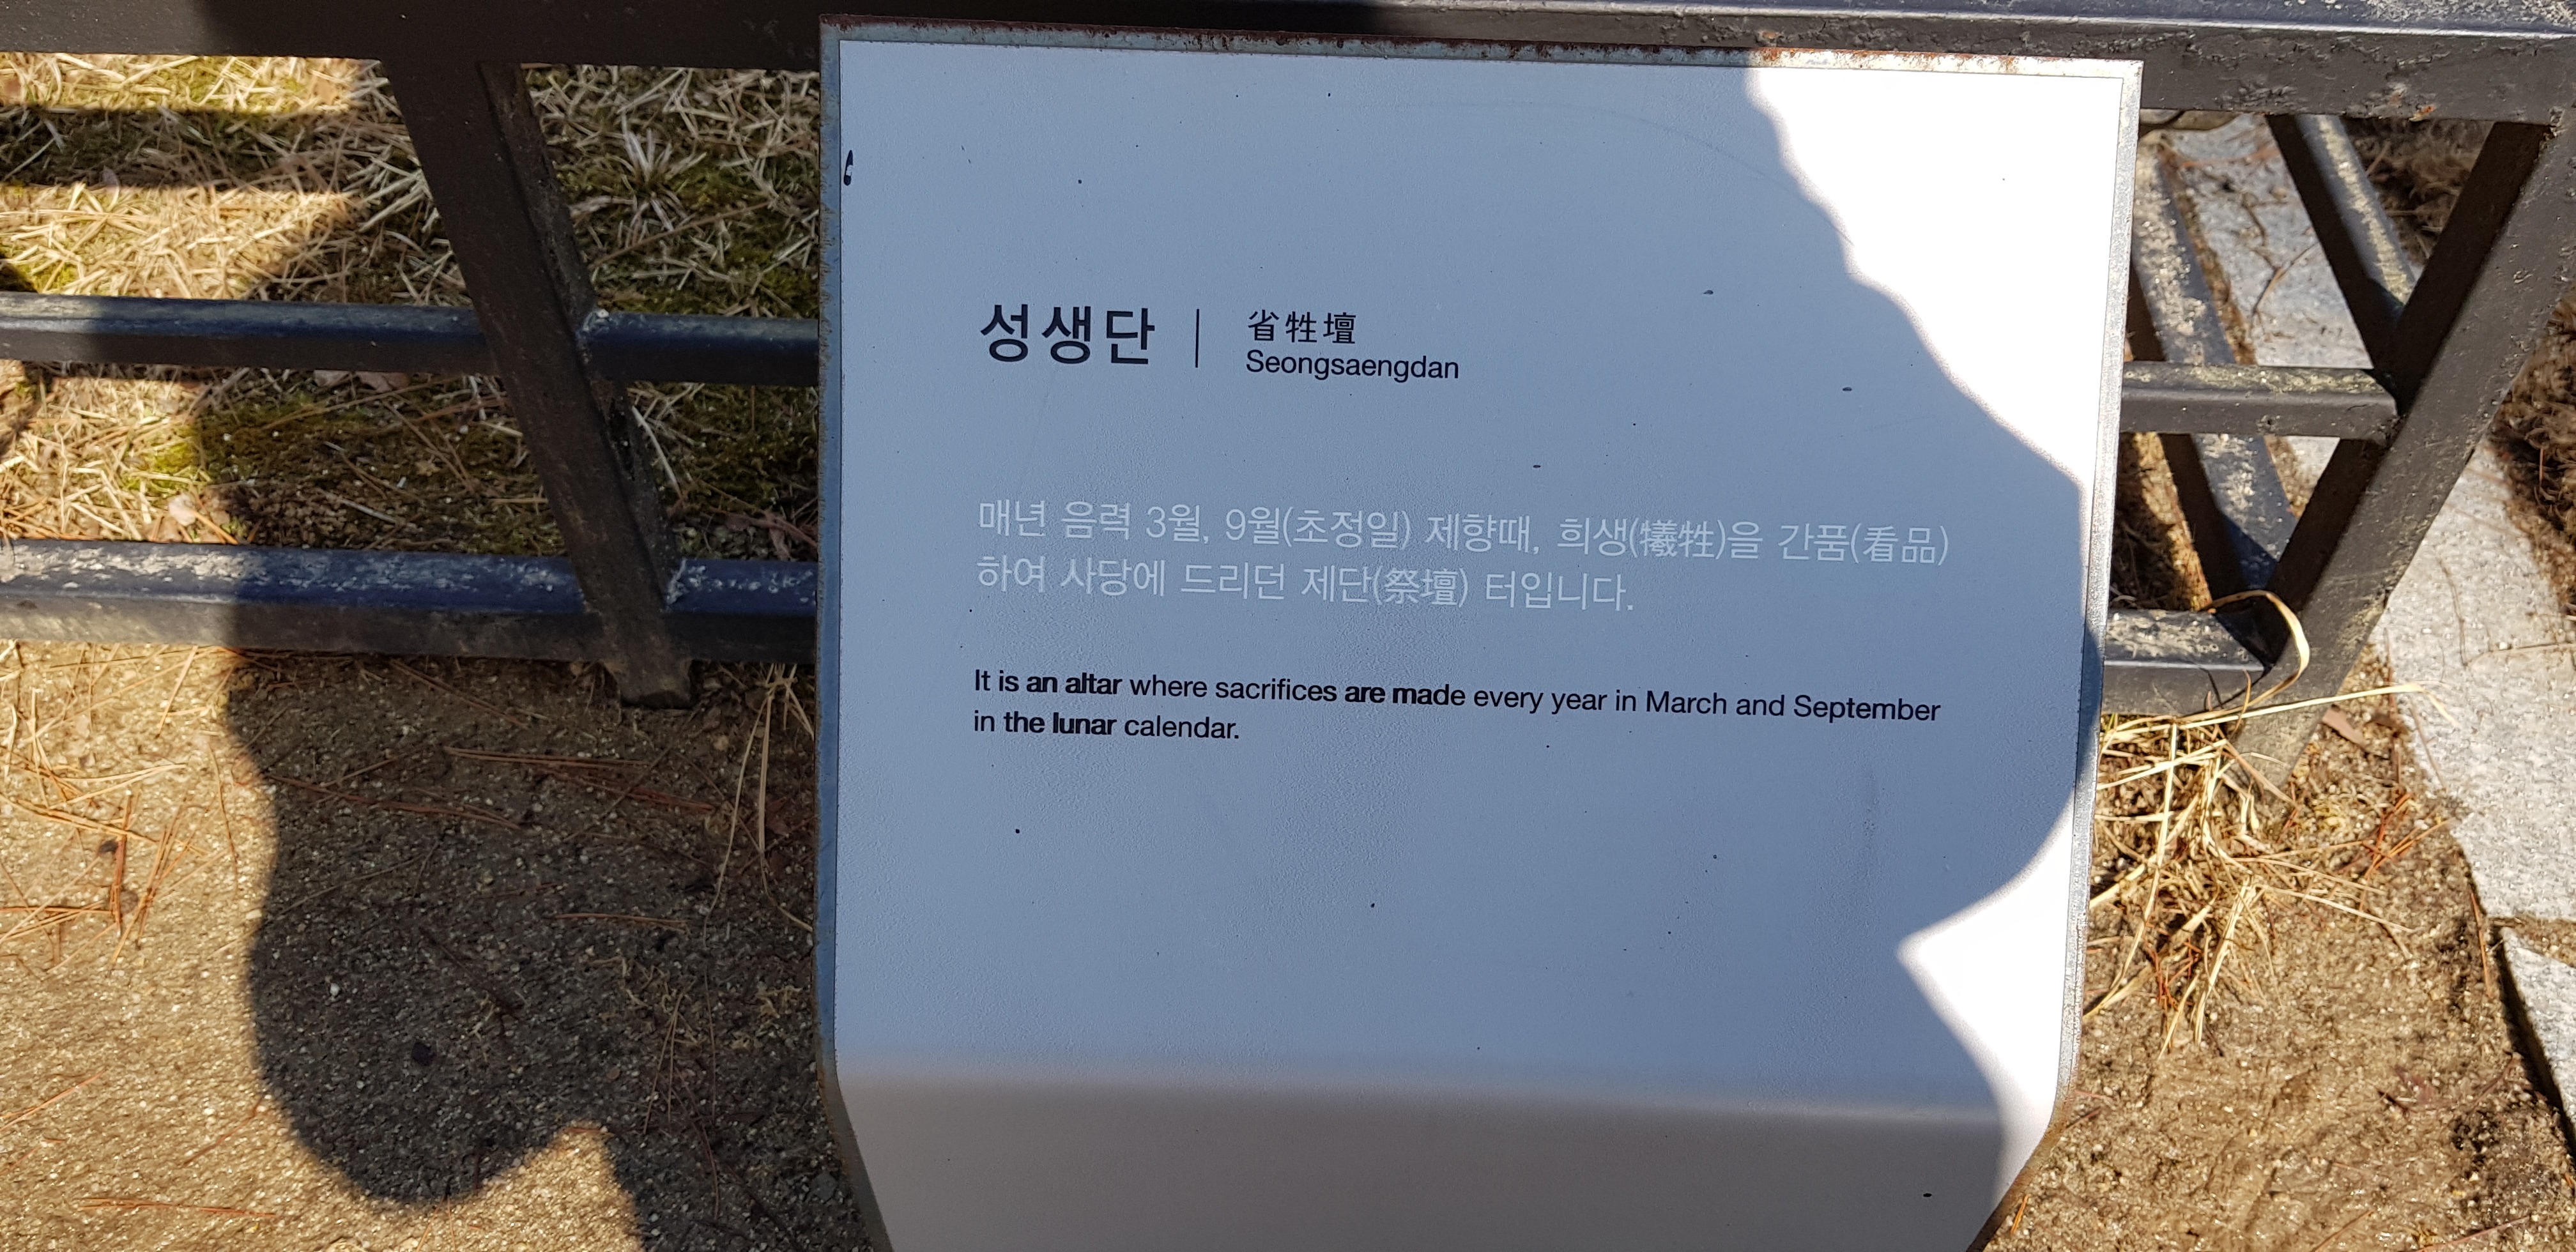 성생단
省牲壇
Seongsaengdan
매년 음력 3월, 9월(초정일) 제향때, 희생(犧牲)을 간품(看品)
하여 사당에 드리던 제단(祭壇) 터입니다.
It is an altar where sacrifices are made every year in March and September
in the lunar calendar.